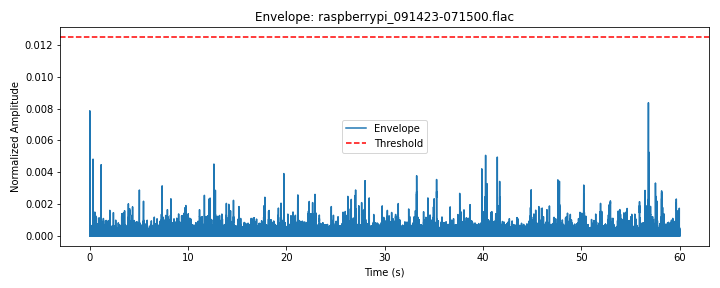 Envelope: raspberrypi_091423-071500.flac
Normalized Amplitude
0.012
0.010
0.008
0.006
0.004
0.002
0.000
Envelope
Threshold
0 10 20 30 40 50 60
Time (s)